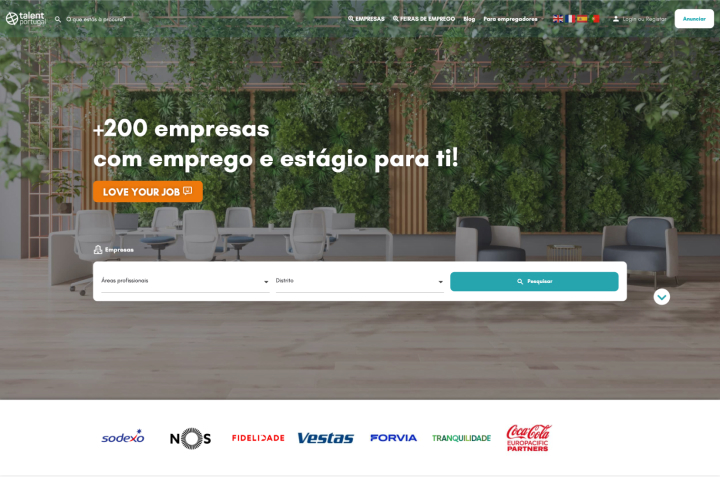 talent
portugal
O que estás à procura?
EMPRESAS
FEIRAS DE EMPREGO
Blog
Para empregadores
Login ou Registar
Anunciar
+200 empresas
com emprego e estágio para ti!
LOVE YOUR JOB
Empresas
Áreas profissionais
Distrito
Pesquisar
sodexo
NOS
FIDELIDADE
Vestas
FORVIA
TRANQUILIDADE
Coca-Cola
EUROPACIFIC
PARTNERS